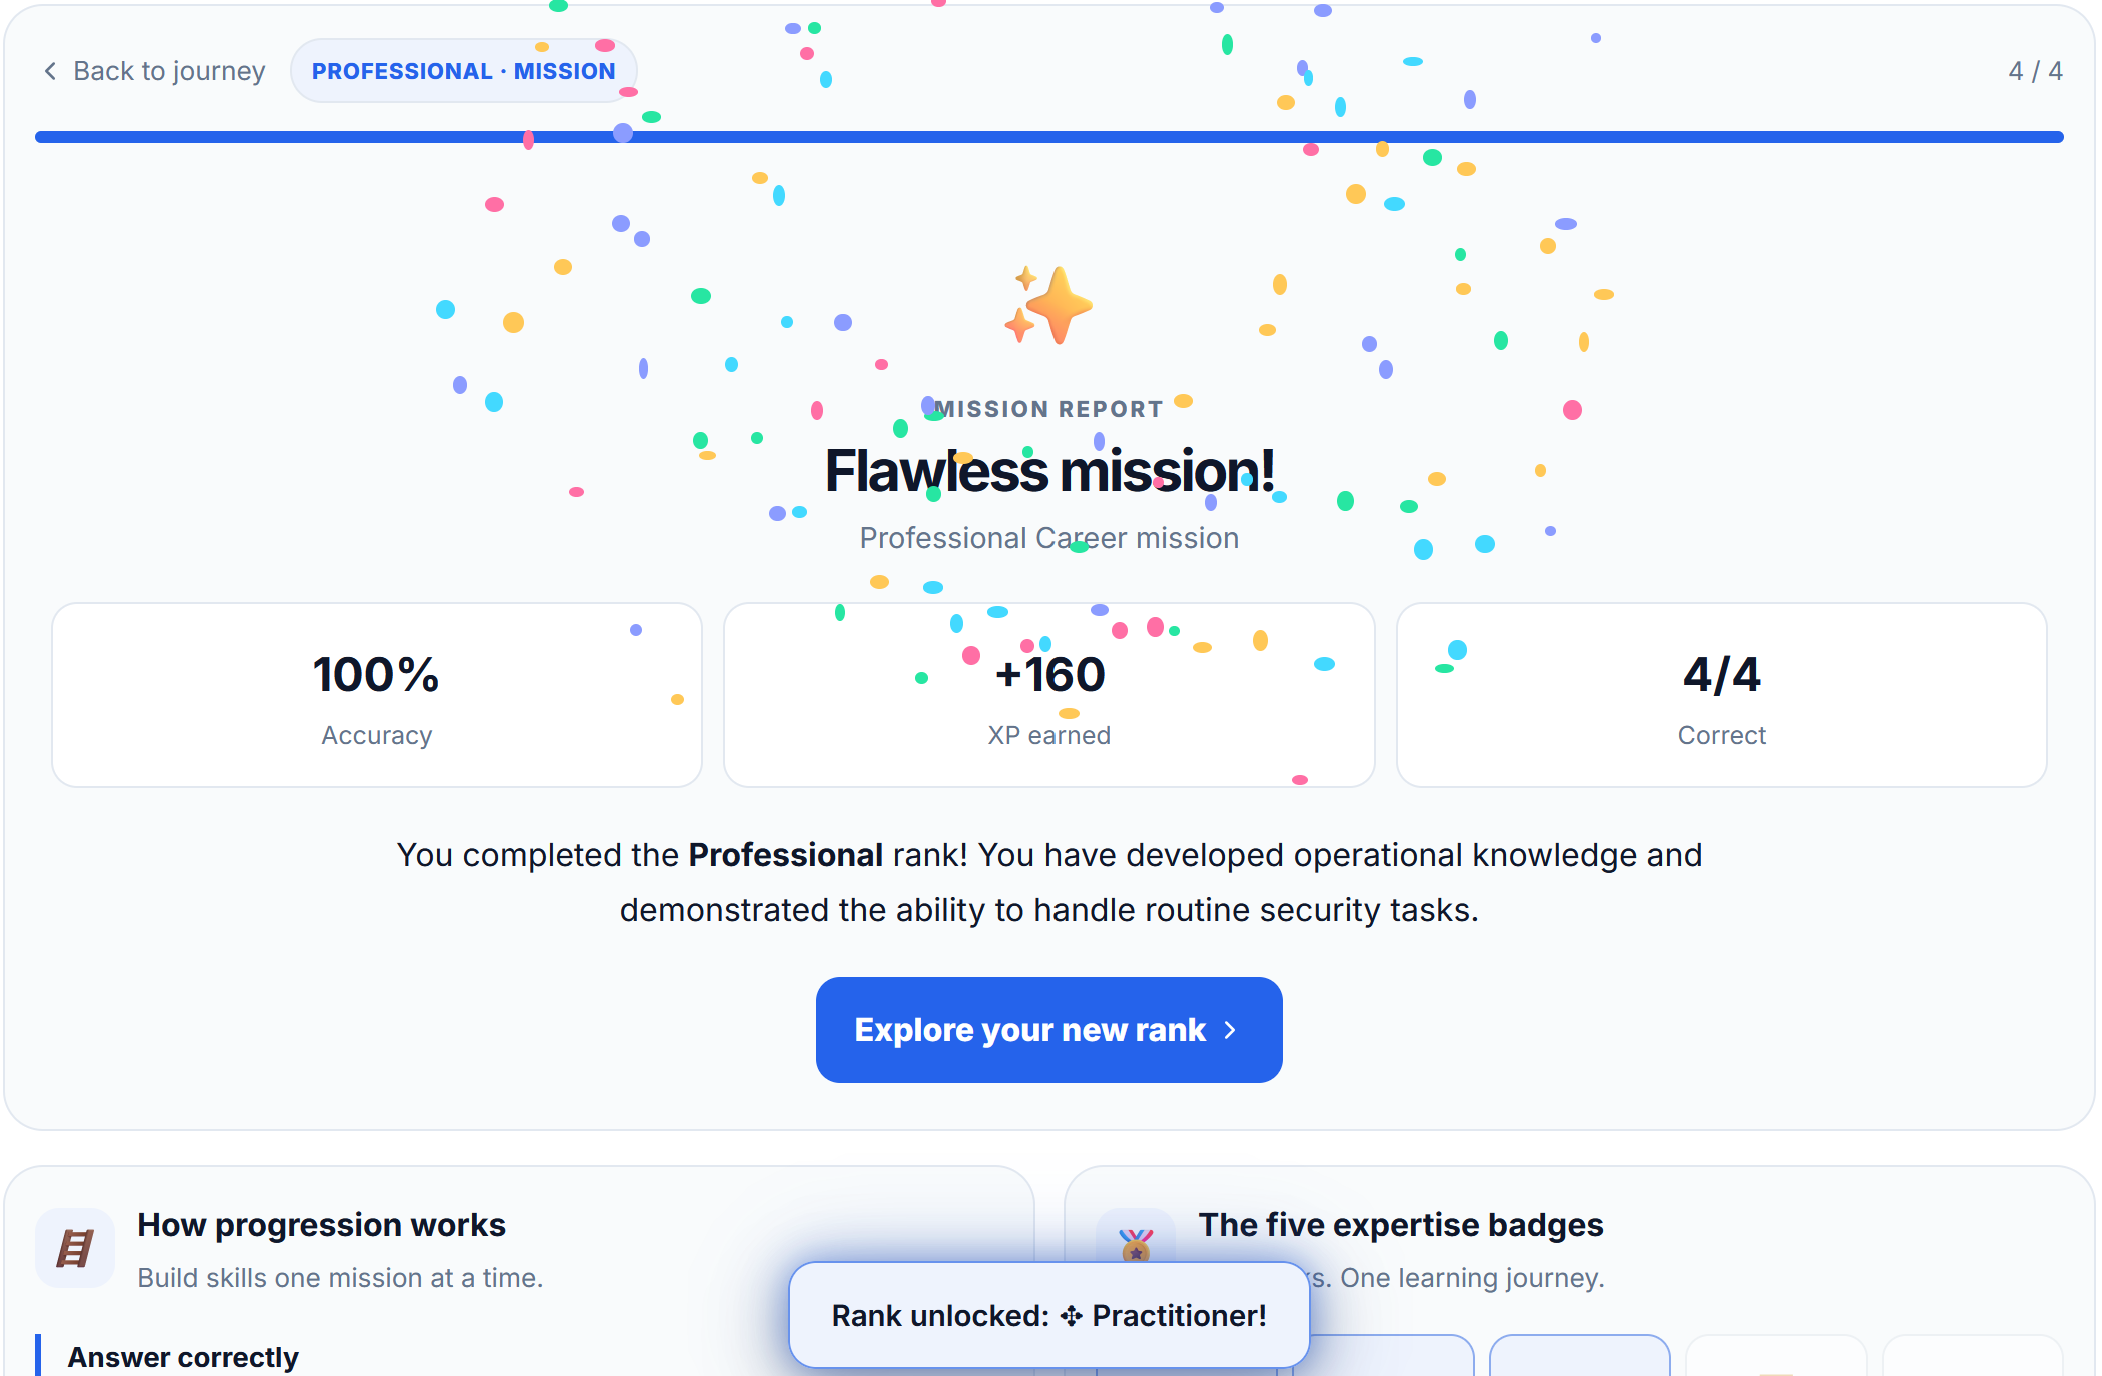 Back to journey
PROFESSIONAL · MISSION
4 / 4
MISSION REPORT
Flawless mission!
Professional Career mission
100%
Accuracy
+160
XP earned
4/4
Correct
You completed the Professional rank! You have developed operational knowledge and
demonstrated the ability to handle routine security tasks.
Explore your new rank
How progression works
Build skills one mission at a time.
Answer correctly
The five expertise badges
One learning journey.
Rank unlocked: ✣ Practitioner!